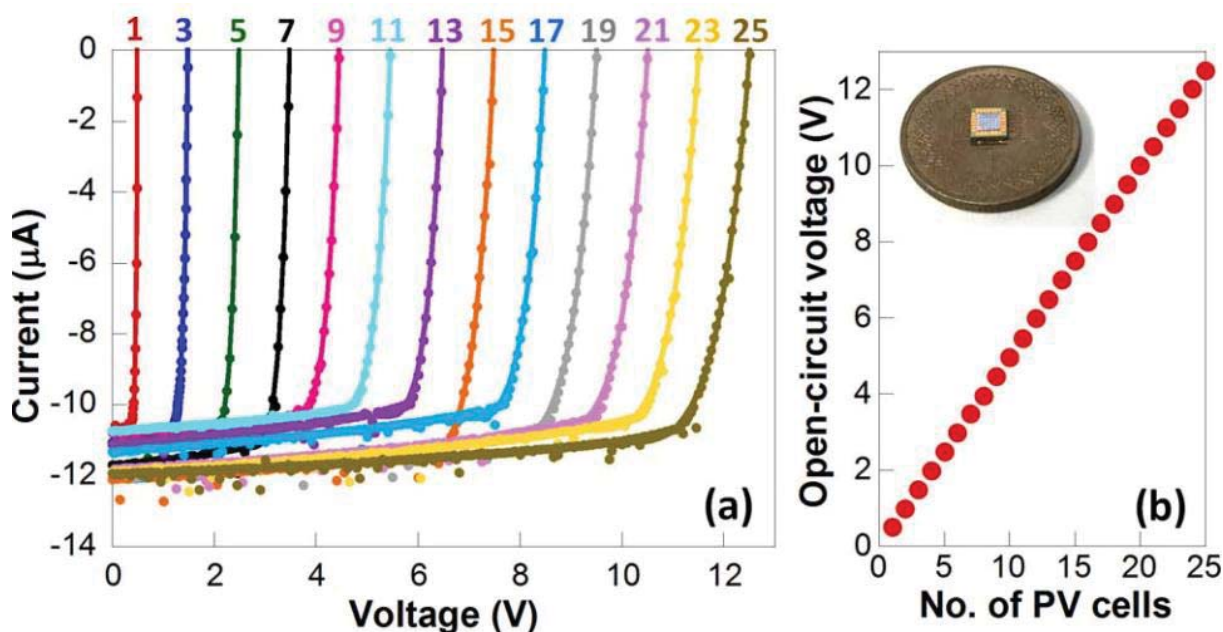 1 3 5 7 9 11 13 15 17 19 21 23 25
0
-2
-4
-6
-8
-10
-12
-14
Current (µA)
0 2 4 6 8 10 12
Voltage (V)
(a)
12
10
8
6
4
2
0
Open-circuit voltage (V)
0 5 10 15 20 25
No. of PV cells
(b)